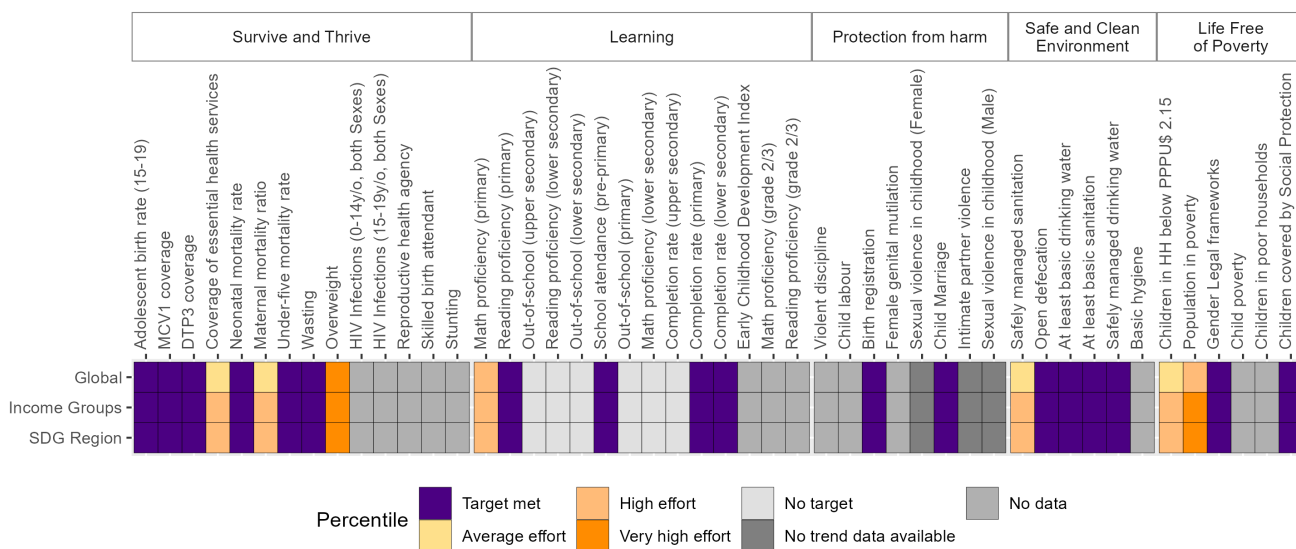 Survive and Thrive
Learning
Protection from harm
Safe and Clean
Environment
Life Free
of Poverty
Adolescent birth rate (15-19)
MCV1 coverage
DTP3 coverage
Coverage of essential health services
Neonatal mortality rate
Maternal mortality ratio
Under-five mortality rate
Wasting
Overweight
HIV Infections (0-14y/o, both Sexes)
HIV Infections (15-19y/o, both Sexes)
Reproductive health agency
Skilled birth attendant
Stunting
Math proficiency (primary)
Reading proficiency (primary)
Out-of-school (upper secondary)
Reading proficiency (lower secondary)
Out-of-school (lower secondary)
School atendance (pre-primary)
Out-of-school (primary)
Math proficiency (lower secondary)
Completion rate (upper secondary)
Completion rate (primary)
Completion rate (lower secondary)
Early Childhood Development Index
Math proficiency (grade 2/3)
Reading proficiency (grade 2/3)
Violent discipline
Child labour
Birth registration
Female genital mutilation
Sexual violence in childhood (Female)
Child Marriage
Intimate partner violence
Sexual violence in childhood (Male)
Safely managed sanitation
Open defecation
At least basic drinking water
At least basic sanitation
Safely managed drinking water
Basic hygiene
Children in HH below PPPU$ 2.15
Population in poverty
Gender Legal frameworks
Child poverty
Children in poor households
Children covered by Social Protection
Global
Income Groups
SDG Region
Percentile
Target met
High effort
No target
No data
Average effort
Very high effort
No trend data available